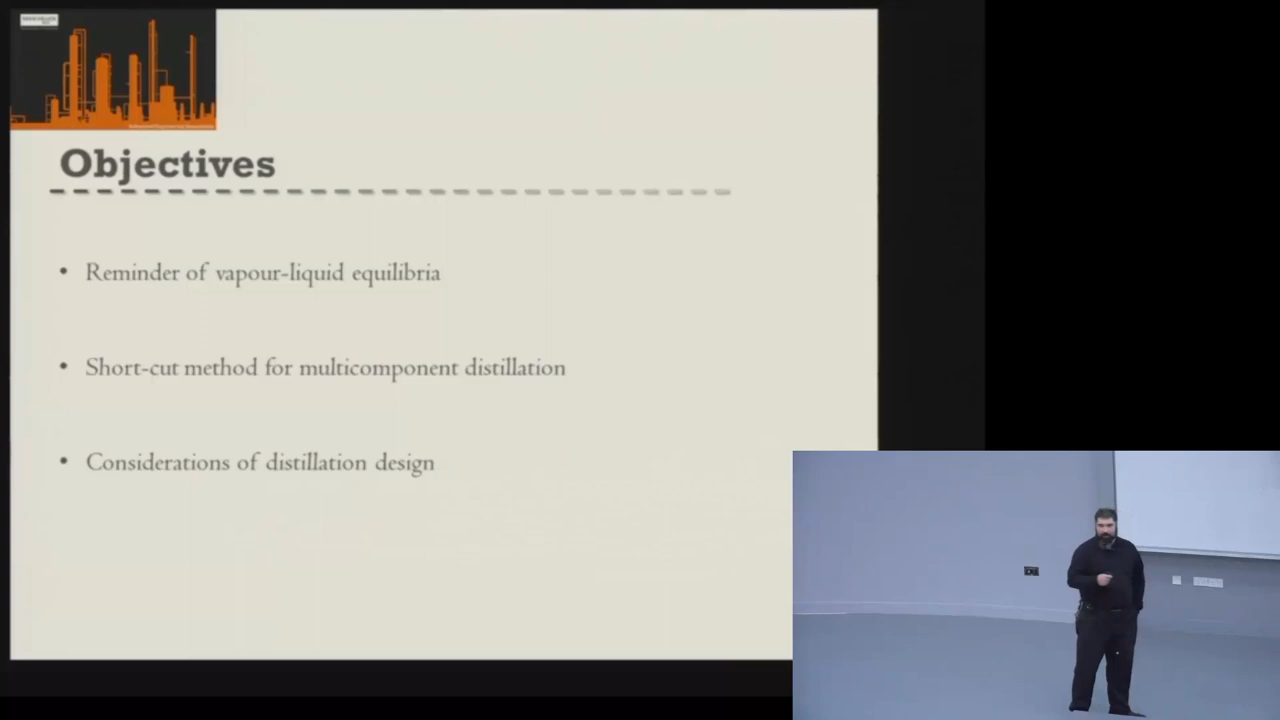 Objectives
• Reminder of vapour-liquid equilibria
• Short-cut method for multicomponent distillation
• Considerations of distillation design